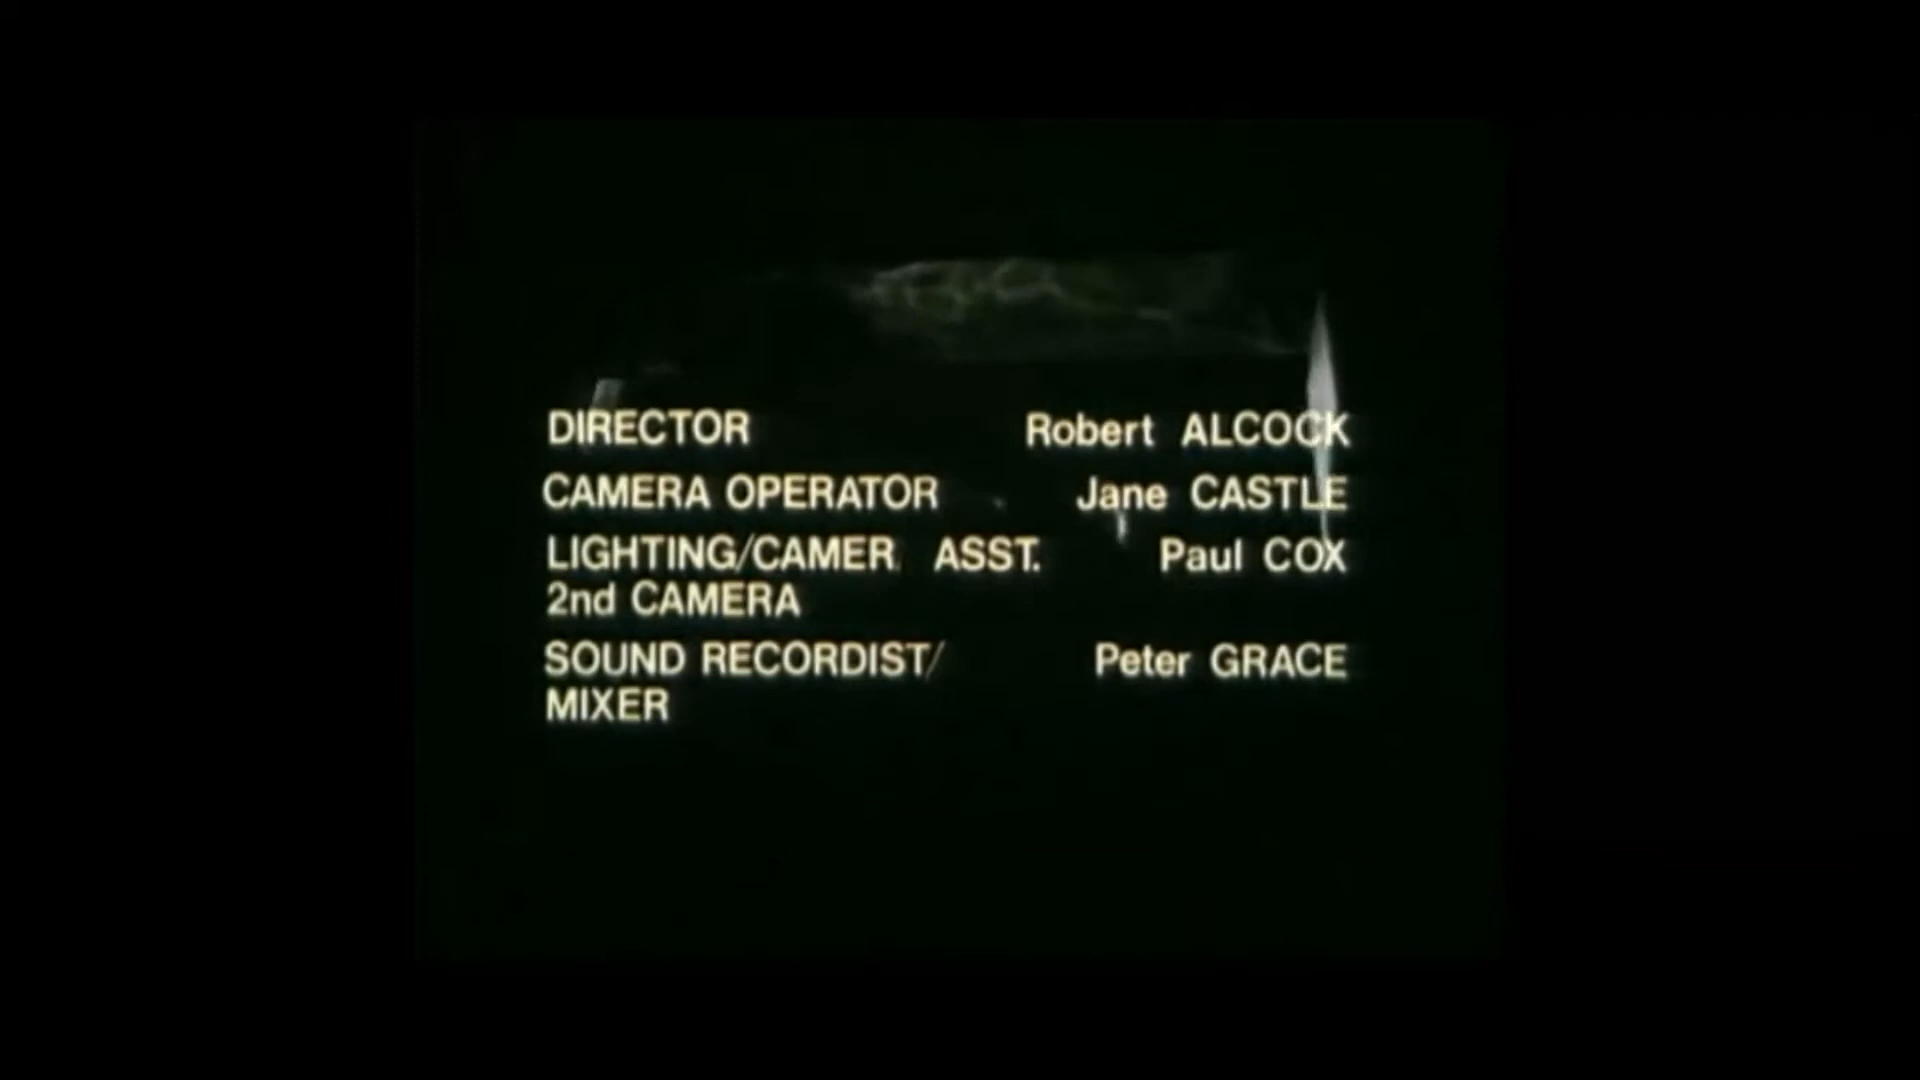 DIRECTOR Robert ALCOCK
CAMERA OPERATOR Jane CASTLE
LIGHTING/CAMER ASST. Paul COX
2nd CAMERA
SOUND RECORDIST/ Peter GRACE
MIXER